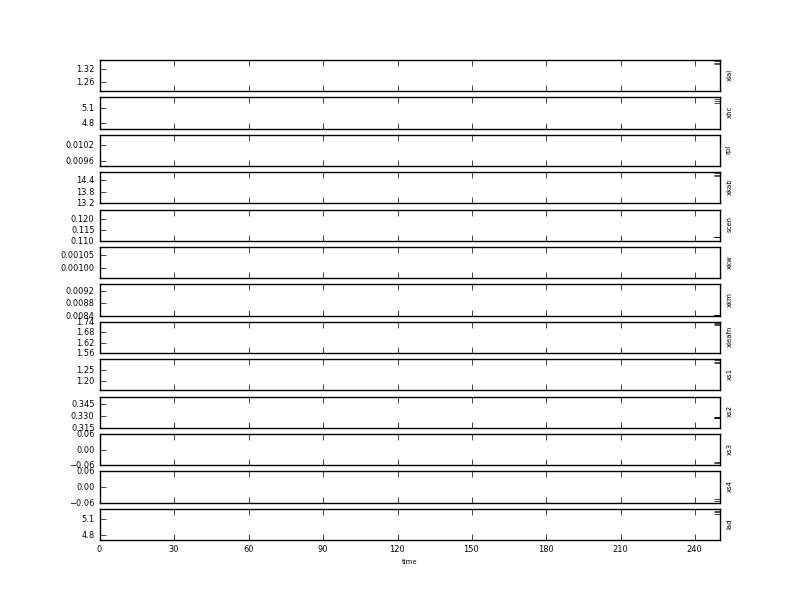 1.32
1.26
xlai
5.1
4.8
xhc
0.0102
0.0096
rpi
14.4
13.8
13.2
xkab
0.120
0.115
0.110
scen
0.00105
0.00100
xkw
0.0092
0.0088
0.0084
xkm
1.74
1.68
1.62
1.56
xleafn
1.25
1.20
xs1
0.345
0.330
0.315
xs2
0.06
0.00
−0.06
xs3
0.06
0.00
−0.06
xs4
5.1
4.8
lad
0 30 60 90 120 150 180 210 240
time